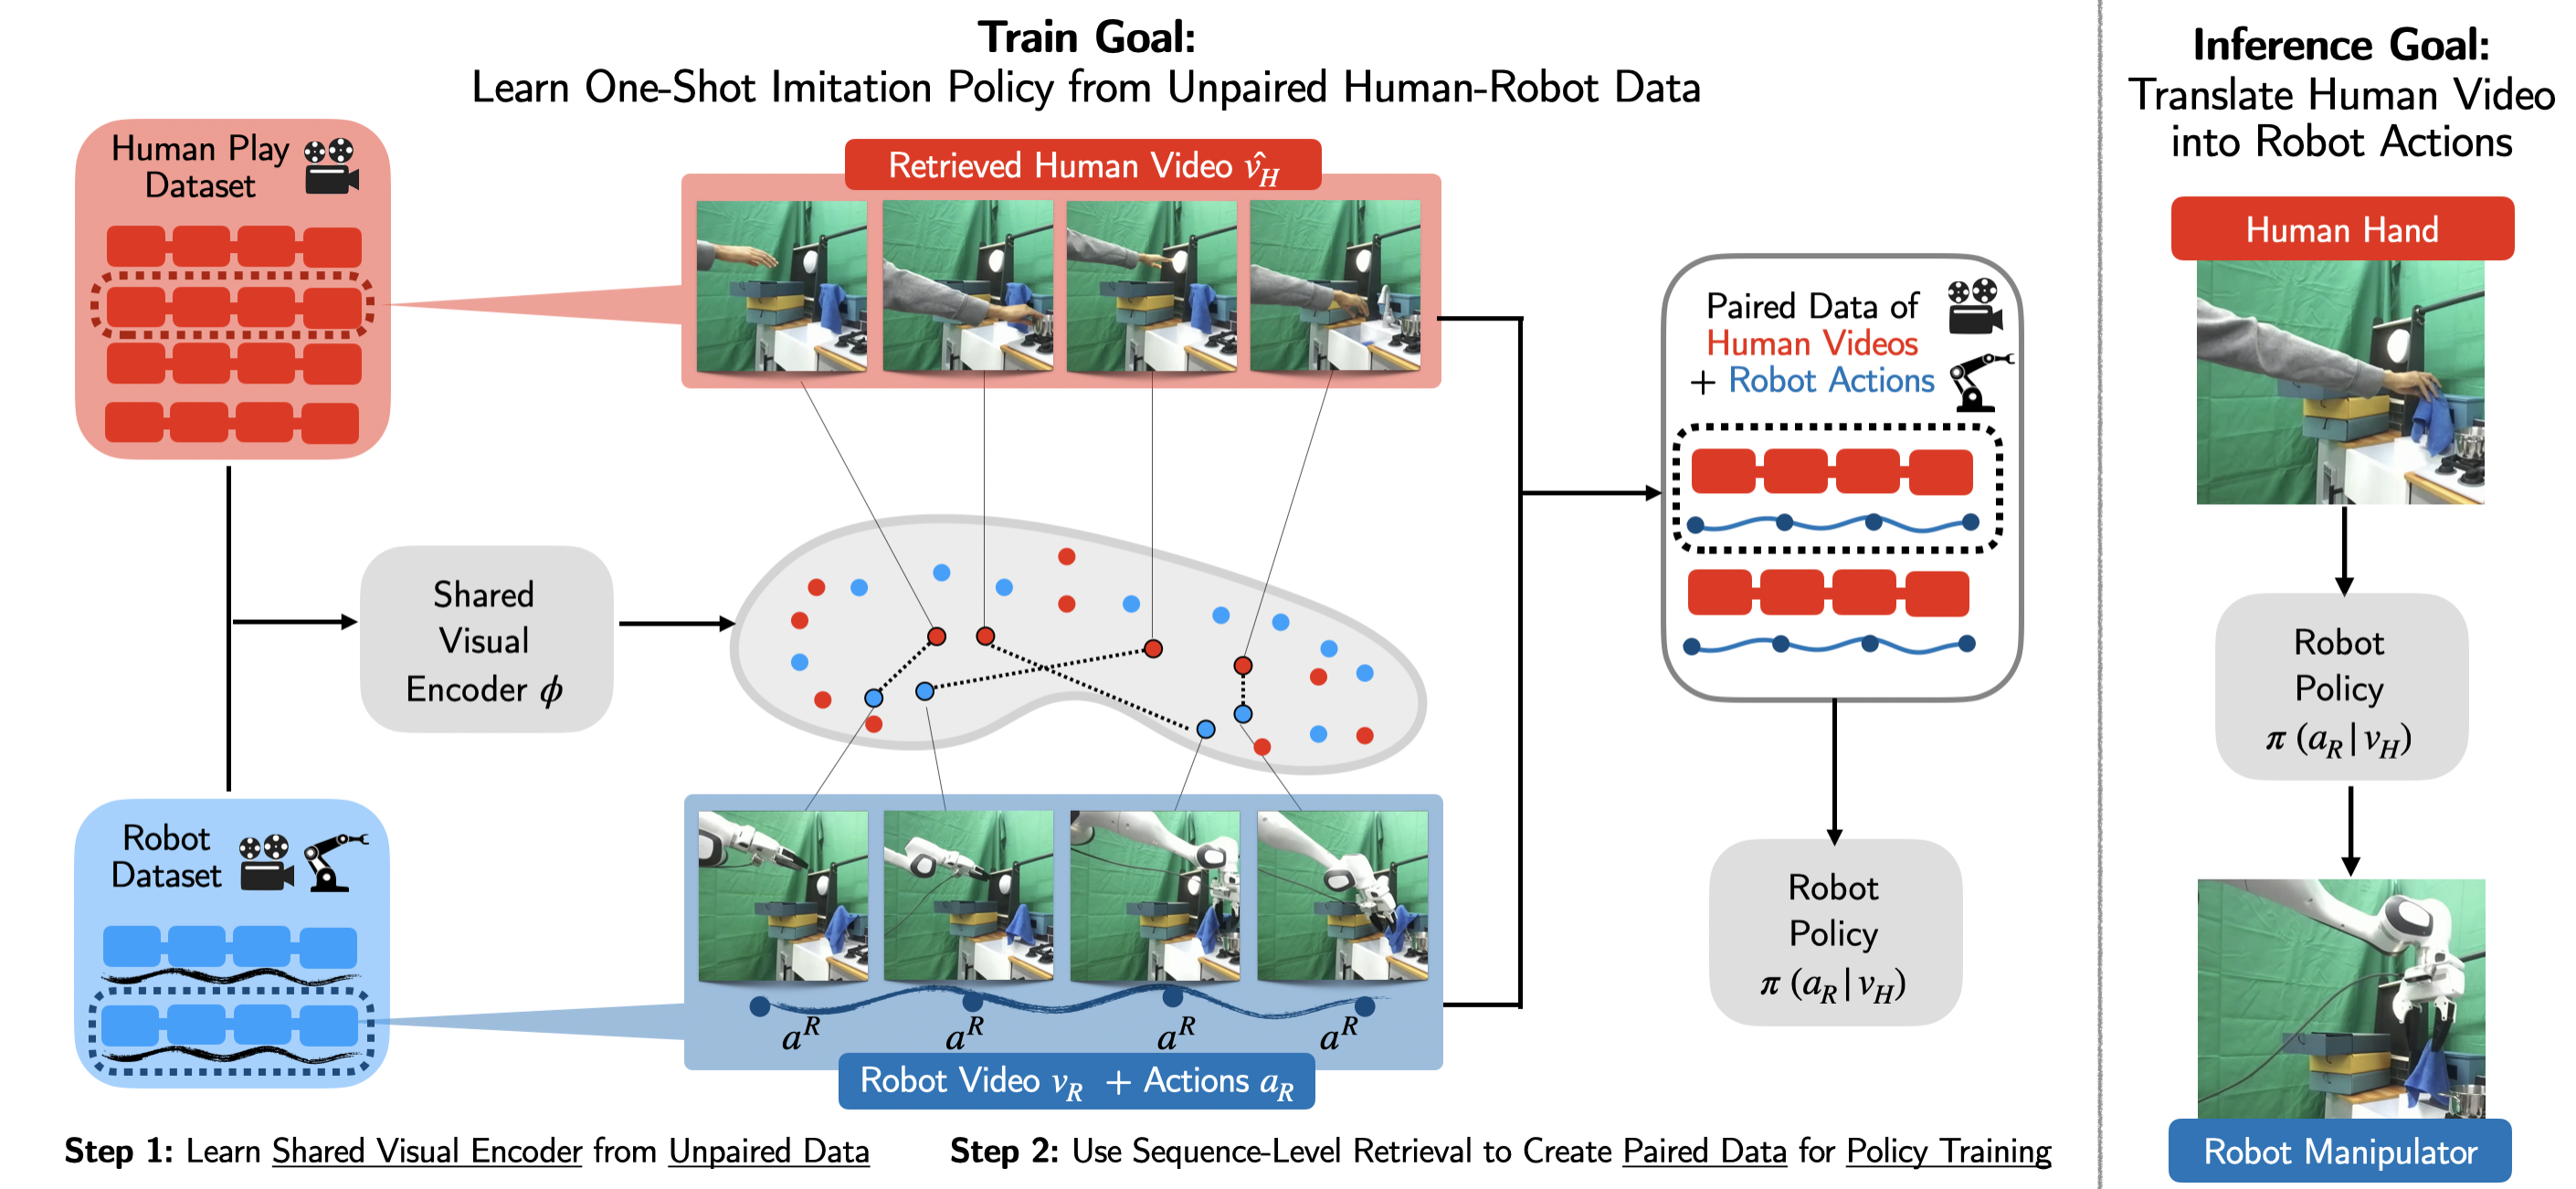 Train Goal:
Learn One-Shot Imitation Policy from Unpaired Human-Robot Data
Human Play
Dataset
Retrieved Human Video v̂_H
Shared
Visual
Encoder ϕ
Robot
Dataset
a^R a^R a^R a^R
Robot Video v_R + Actions a_R
Paired Data of
Human Videos
+ Robot Actions
Robot
Policy
π (a_R | v_H)
Step 1: Learn Shared Visual Encoder from Unpaired Data
Step 2: Use Sequence-Level Retrieval to Create Paired Data for Policy Training
Inference Goal:
Translate Human Video
into Robot Actions
Human Hand
Robot
Policy
π (a_R | v_H)
Robot Manipulator